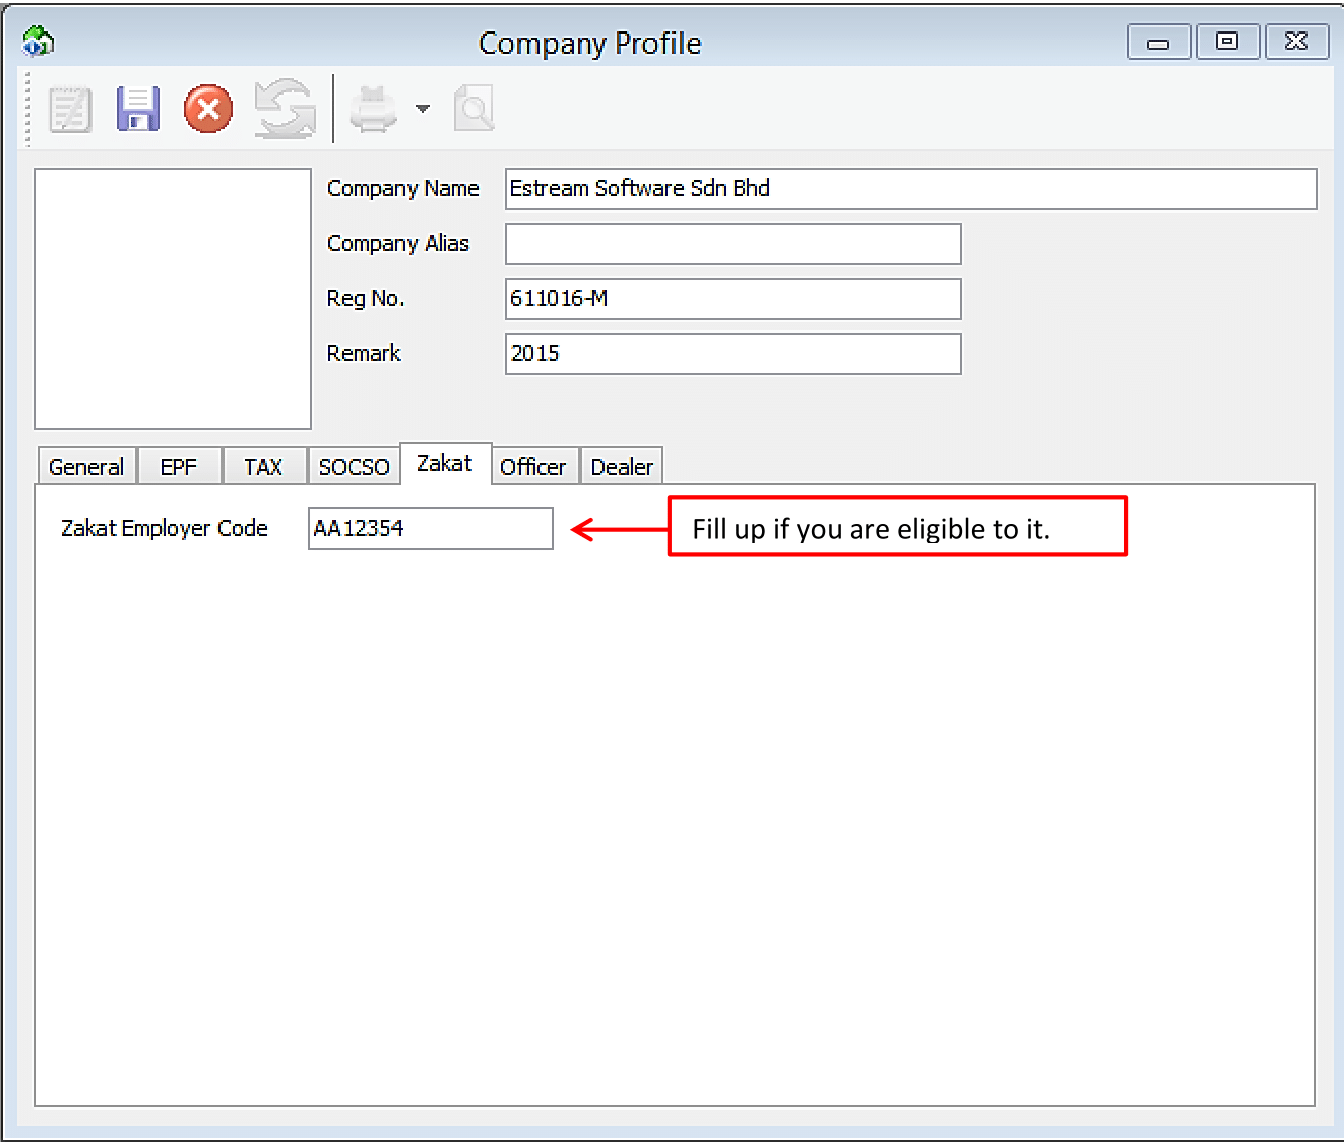 Company Profile
Company Name Estream Software Sdn Bhd
Company Alias
Reg No. 611016-M
Remark 2015
General EPF TAX SOCSO Zakat Officer Dealer
Zakat Employer Code AA12354 Fill up if you are eligible to it.